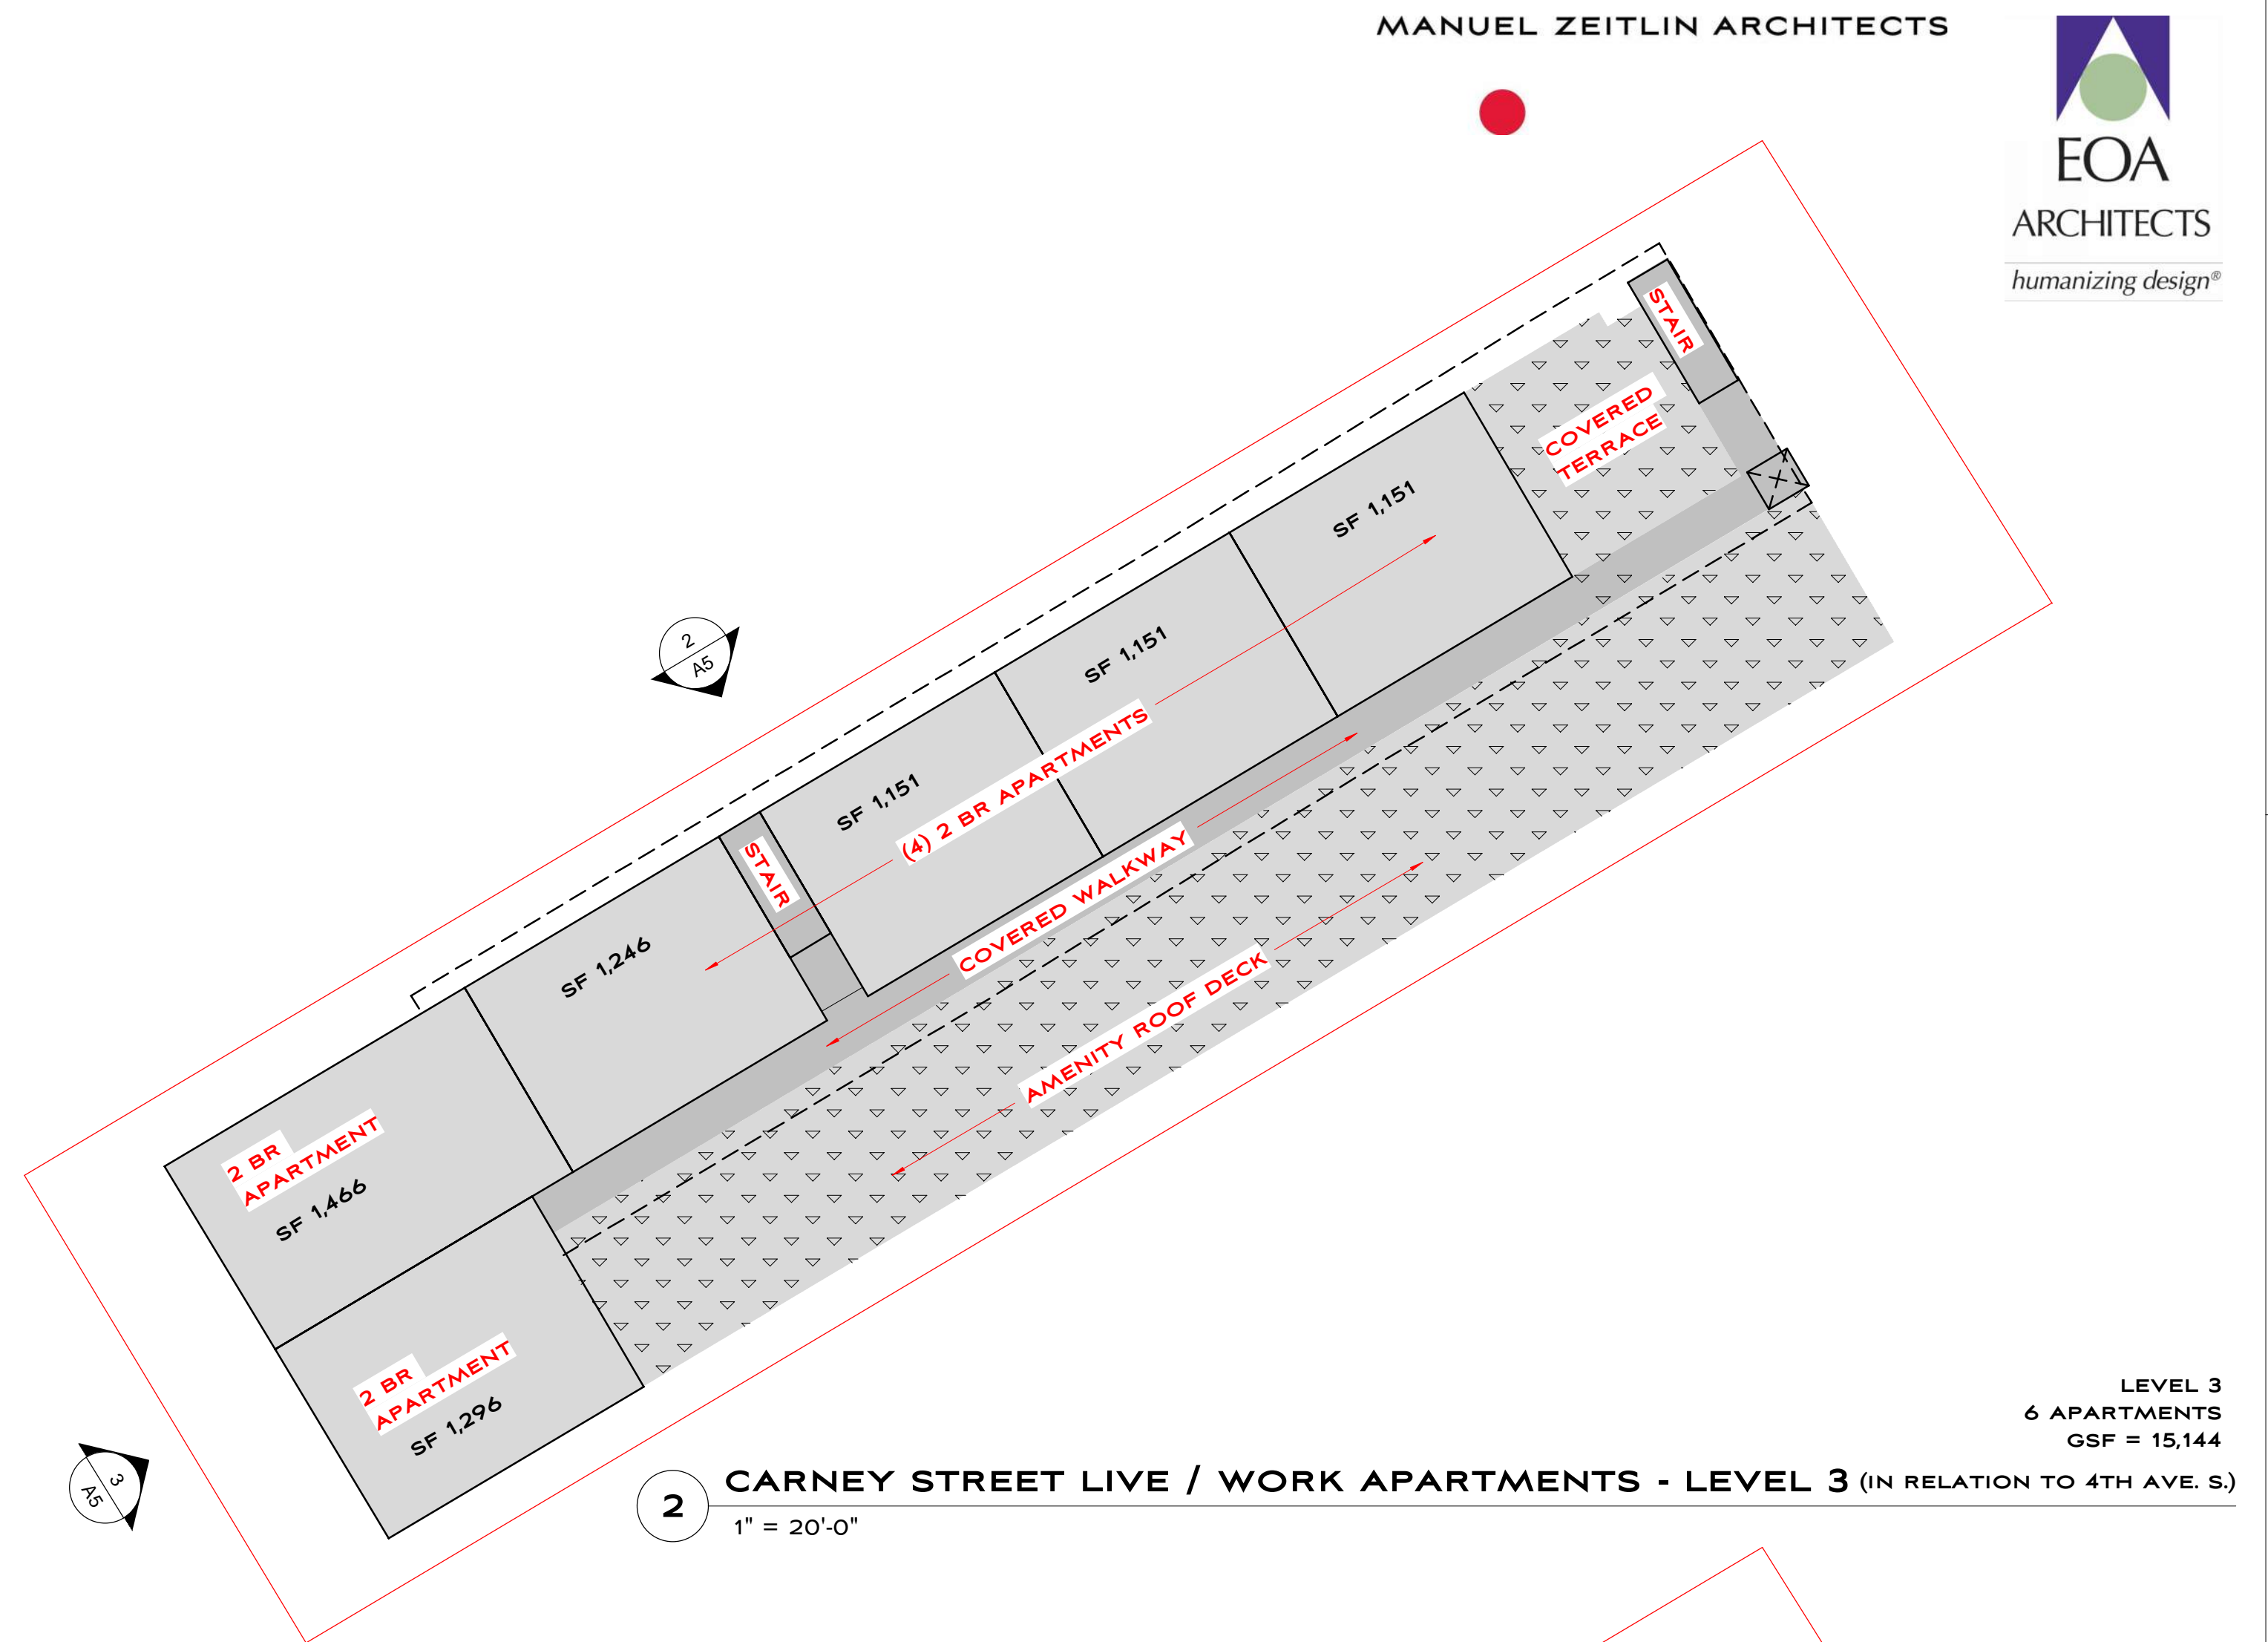 MANUEL ZEITLIN ARCHITECTS
EOA
ARCHITECTS
humanizing design®
STAIR
COVERED
TERRACE
SF 1,151
SF 1,151
2
A5
(4) 2 BR APARTMENTS
SF 1,151
STAIR
COVERED WALKWAY
SF 1,246
AMENITY ROOF DECK
2 BR
APARTMENT
SF 1,466
2 BR
APARTMENT
SF 1,296
3
A5
LEVEL 3
6 APARTMENTS
GSF = 15,144
2
CARNEY STREET LIVE / WORK APARTMENTS - LEVEL 3 (IN RELATION TO 4TH AVE. S.)
1" = 20'-0"